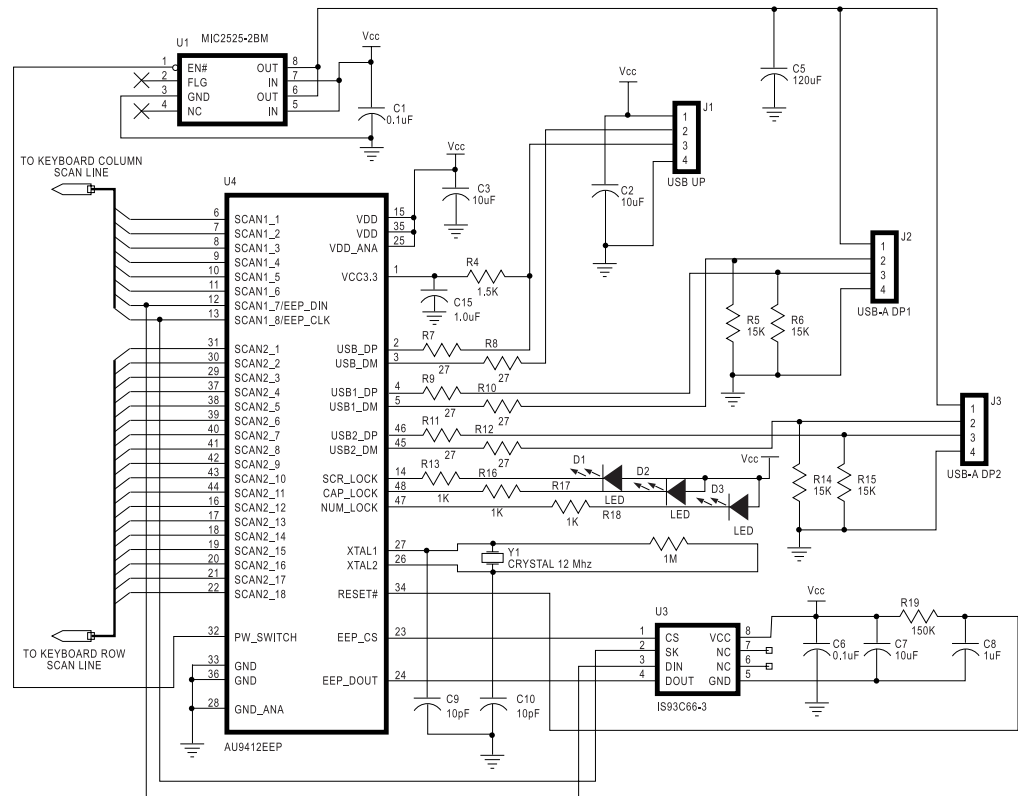 MIC2525-2BM
U1
1 EN# OUT 8
2 FLG IN 7
3 GND OUT 6
4 NC IN 5
Vcc
C1
0.1uF
C5
120uF
Vcc
J1
1
2
3
4
USB UP
C2
10uF
TO KEYBOARD COLUMN
SCAN LINE
Vcc
C3
10uF
U4
6 SCAN1_1
7 SCAN1_2
8 SCAN1_3
9 SCAN1_4
10 SCAN1_5
11 SCAN1_6
12 SCAN1_7/EEP_DIN
13 SCAN1_8/EEP_CLK
31 SCAN2_1
30 SCAN2_2
29 SCAN2_3
37 SCAN2_4
38 SCAN2_5
39 SCAN2_6
40 SCAN2_7
41 SCAN2_8
42 SCAN2_9
43 SCAN2_10
44 SCAN2_11
16 SCAN2_12
17 SCAN2_13
18 SCAN2_14
19 SCAN2_15
20 SCAN2_16
21 SCAN2_17
22 SCAN2_18
32 PW_SWITCH
33 GND
36 GND
28 GND_ANA
TO KEYBOARD ROW
SCAN LINE
VDD 15
VDD 35
VDD_ANA 25
VCC3.3 1
USB_DP 2
USB_DM 3
USB1_DP 4
USB1_DM 5
USB2_DP 46
USB2_DM 45
SCR_LOCK 14
CAP_LOCK 48
NUM_LOCK 47
XTAL1 27
XTAL2 26
RESET# 34
EEP_CS 23
EEP_DOUT 24
AU9412EEP
R4
1.5K
C15
1.0uF
R7
27
R8
27
R9
27
R10
27
R11
27
R12
27
R13
1K
R16
1K
R17
1K
R18
D1
LED
D2
LED
D3
LED
Vcc
J2
1
2
3
4
USB-A DP1
R5
15K
R6
15K
J3
1
2
3
4
USB-A DP2
R14
15K
R15
15K
Y1
CRYSTAL 12 Mhz
1M
C9
10pF
C10
10pF
U3
1 CS VCC 8
2 SK NC 7
3 DIN NC 6
4 DOUT GND 5
IS93C66-3
Vcc
R19
150K
C6
0,1uF
C7
10uF
C8
1uF